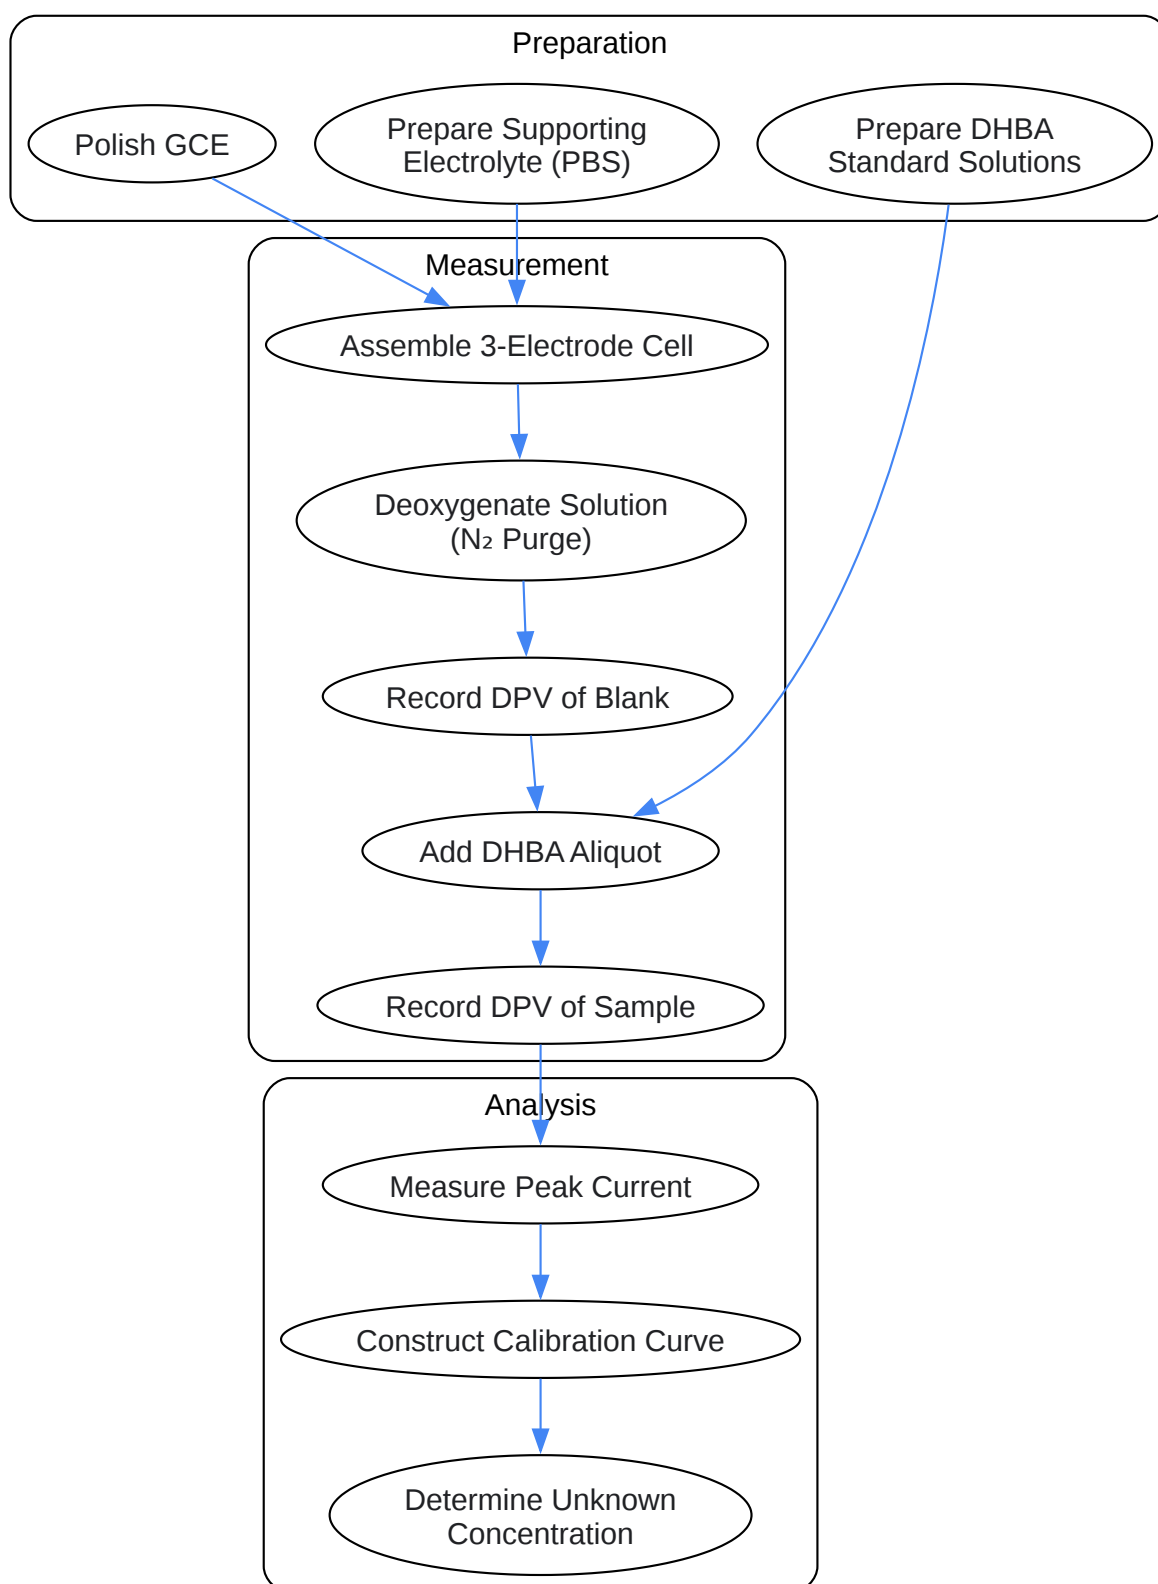 Preparation
Polish GCE
Prepare Supporting
Electrolyte (PBS)
Prepare DHBA
Standard Solutions
Measurement
Assemble 3-Electrode Cell
Deoxygenate Solution
(N₂ Purge)
Record DPV of Blank
Add DHBA Aliquot
Record DPV of Sample
Analysis
Measure Peak Current
Construct Calibration Curve
Determine Unknown
Concentration